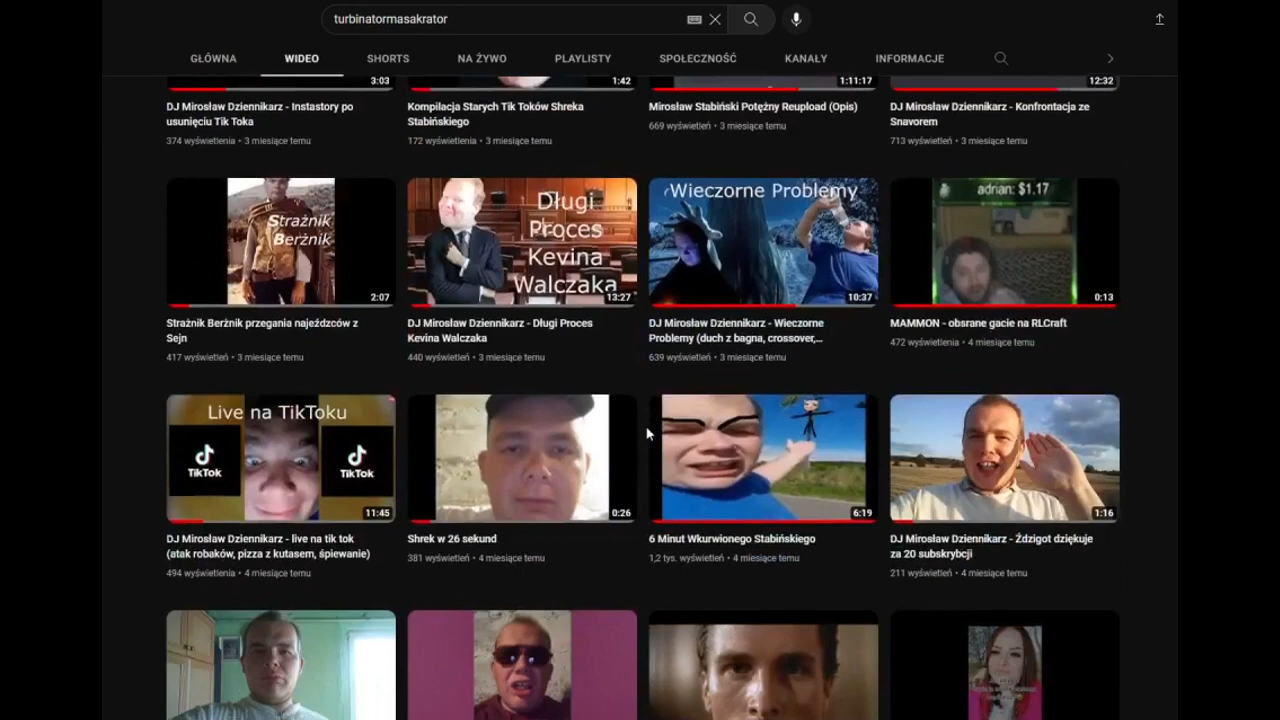 turbinatormasakrator
GŁÓWNA WIDEO SHORTS NA ŻYWO PLAYLISTY SPOŁECZNOŚĆ KANAŁY INFORMACJE
3:03 1:42 1:11:17 12:32
DJ Mirosław Dziennikarz - Instastory po
usunięciu Tik Toka
374 wyświetlenia • 3 miesiące temu
Kompilacja Starych Tik Toków Shreka
Stabińskiego
172 wyświetlenia • 3 miesiące temu
Mirosław Stabiński Potężny Reupload (Opis)
669 wyświetleń • 3 miesiące temu
DJ Mirosław Dziennikarz - Konfrontacja ze
Snavorem
713 wyświetleń • 3 miesiące temu
Strażnik
Berżnik
2:07
Strażnik Berżnik przegania najeźdzców z
Sejn
417 wyświetleń • 3 miesiące temu
Długi
Proces
Kevina
Walczaka
13:27
DJ Mirosław Dziennikarz - Długi Proces
Kevina Walczaka
440 wyświetleń • 3 miesiące temu
Wieczorne Problemy
10:37
DJ Mirosław Dziennikarz - Wieczorne
Problemy (duch z bagna, crossover,...
639 wyświetleń • 3 miesiące temu
adrian: $1.17
0:13
MAMMON - obsrane gacie na RLCraft
472 wyświetlenia • 4 miesiące temu
Live na TikToku
TikTok TikTok
11:45
DJ Mirosław Dziennikarz - live na tik tok
(atak robaków, pizza z kutasem, śpiewanie)
494 wyświetlenia • 4 miesiące temu
0:26
Shrek w 26 sekund
381 wyświetleń • 4 miesiące temu
6:19
6 Minut Wkurwionego Stabińskiego
1,2 tys. wyświetleń • 4 miesiące temu
1:16
DJ Mirosław Dziennikarz - Ździgot dziękuje
za 20 subskrybcji
211 wyświetleń • 4 miesiące temu